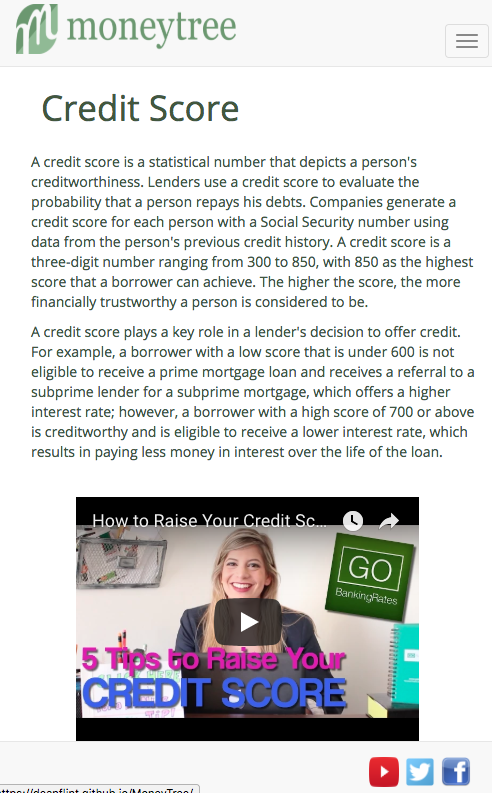 moneytree
Credit Score
A credit score is a statistical number that depicts a person's
creditworthiness. Lenders use a credit score to evaluate the
probability that a person repays his debts. Companies generate a
credit score for each person with a Social Security number using
data from the person's previous credit history. A credit score is a
three-digit number ranging from 300 to 850, with 850 as the highest
score that a borrower can achieve. The higher the score, the more
financially trustworthy a person is considered to be.
A credit score plays a key role in a lender's decision to offer credit.
For example, a borrower with a low score that is under 600 is not
eligible to receive a prime mortgage loan and receives a referral to a
subprime lender for a subprime mortgage, which offers a higher
interest rate; however, a borrower with a high score of 700 or above
is creditworthy and is eligible to receive a lower interest rate, which
results in paying less money in interest over the life of the loan.
How to Raise Your Credit Sc...
GO
BankingRates
5 Tips to Raise Your
CREDIT SCORE
ttps://deanflint.github.io/MoneyTree/